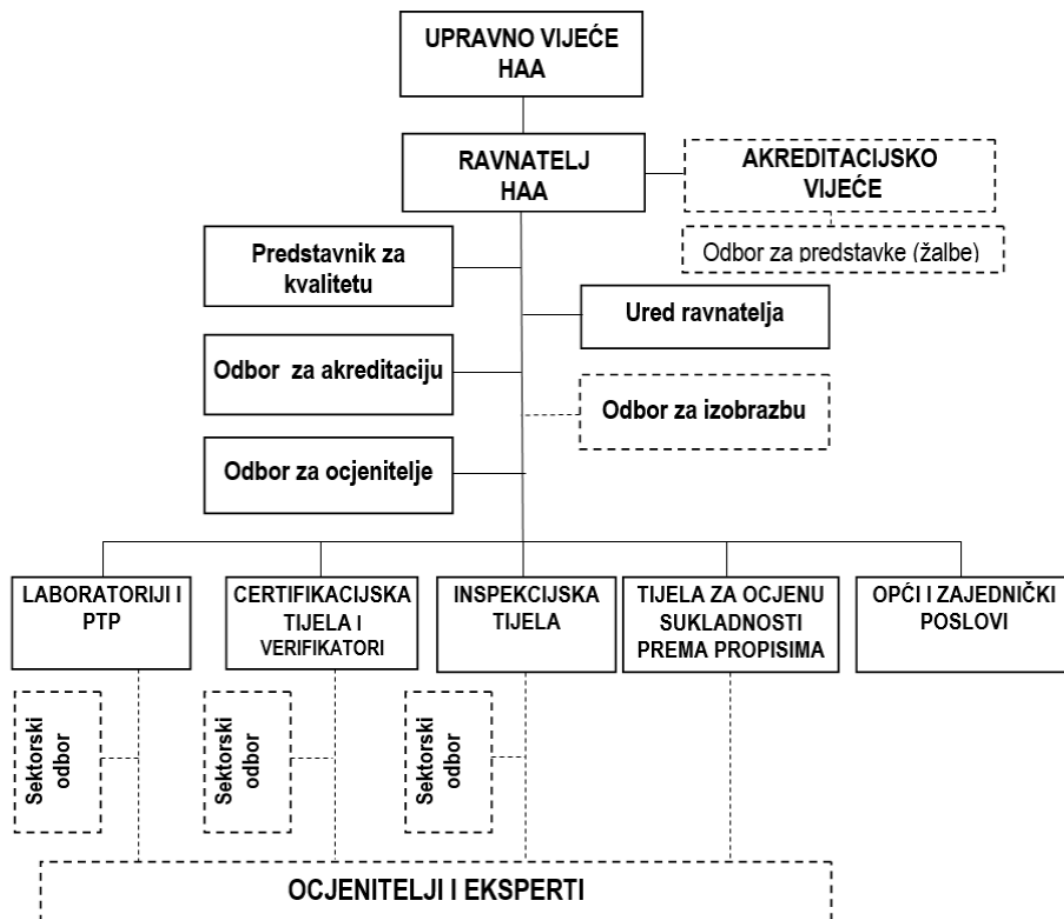 UPRAVNO VIJEĆE
HAA
RAVNATELJ
HAA
AKREDITACIJSKO
VIJEĆE
Odbor za predstavke (žalbe)
Predstavnik za
kvalitetu
Ured ravnatelja
Odbor za akreditaciju
Odbor za izobrazbu
Odbor za ocjenitelje
LABORATORIJI I
PTP
CERTIFIKACIJSKA
TIJELA I
VERIFIKATORI
INSPEKCIJSKA
TIJELA
TIJELA ZA OCJENU
SUKLADNOSTI
PREMA PROPISIMA
OPĆI I ZAJEDNIČKI
POSLOVI
Sektorski
odbor
Sektorski
odbor
Sektorski
odbor
OCJENITELJI I EKSPERTI